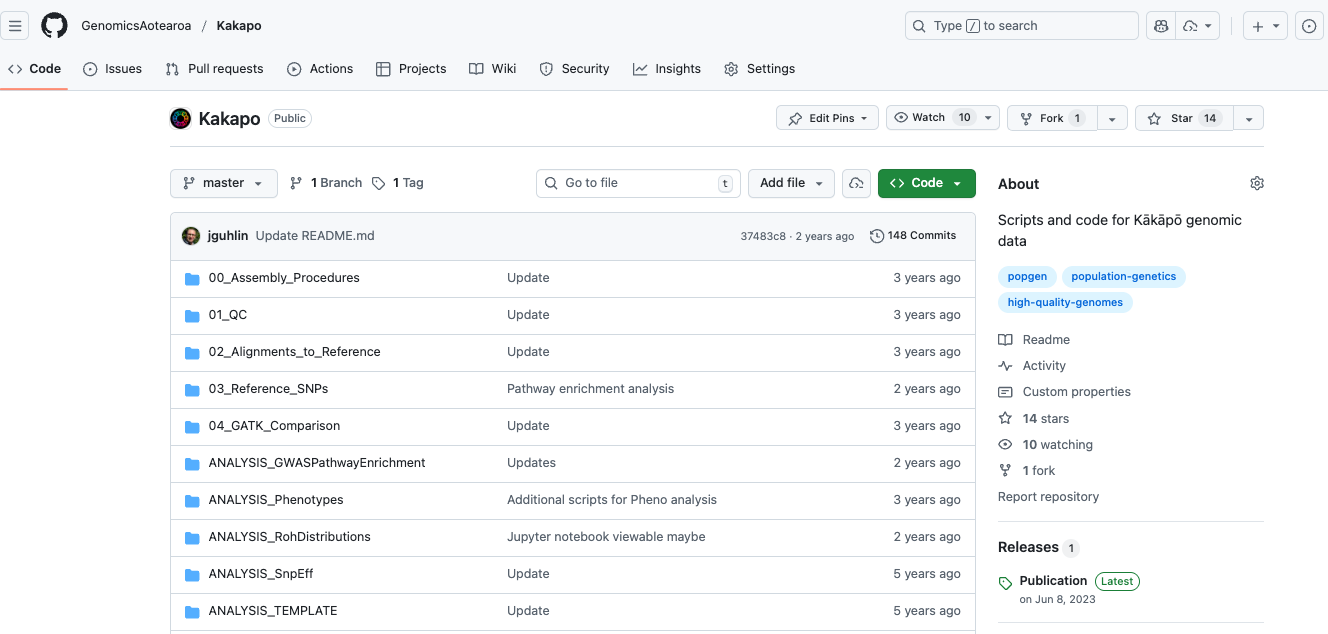 GenomicsAotearoa / Kakapo
Type / to search
Code Issues Pull requests Actions Projects Wiki Security Insights Settings
Kakapo Public
Edit Pins Watch 10 Fork 1 Star 14
master 1 Branch 1 Tag Go to file t Add file Code
jguhlin Update README.md 37483c8 · 2 years ago 148 Commits
00_Assembly_Procedures Update 3 years ago
01_QC Update 3 years ago
02_Alignments_to_Reference Update 3 years ago
03_Reference_SNPs Pathway enrichment analysis 2 years ago
04_GATK_Comparison Update 3 years ago
ANALYSIS_GWASPathwayEnrichment Updates 2 years ago
ANALYSIS_Phenotypes Additional scripts for Pheno analysis 3 years ago
ANALYSIS_RohDistributions Jupyter notebook viewable maybe 2 years ago
ANALYSIS_SnpEff Update 5 years ago
ANALYSIS_TEMPLATE Update 5 years ago
About
Scripts and code for Kākāpō genomic
data
popgen population-genetics
high-quality-genomes
Readme
Activity
Custom properties
14 stars
10 watching
1 fork
Report repository
Releases 1
Publication Latest
on Jun 8, 2023